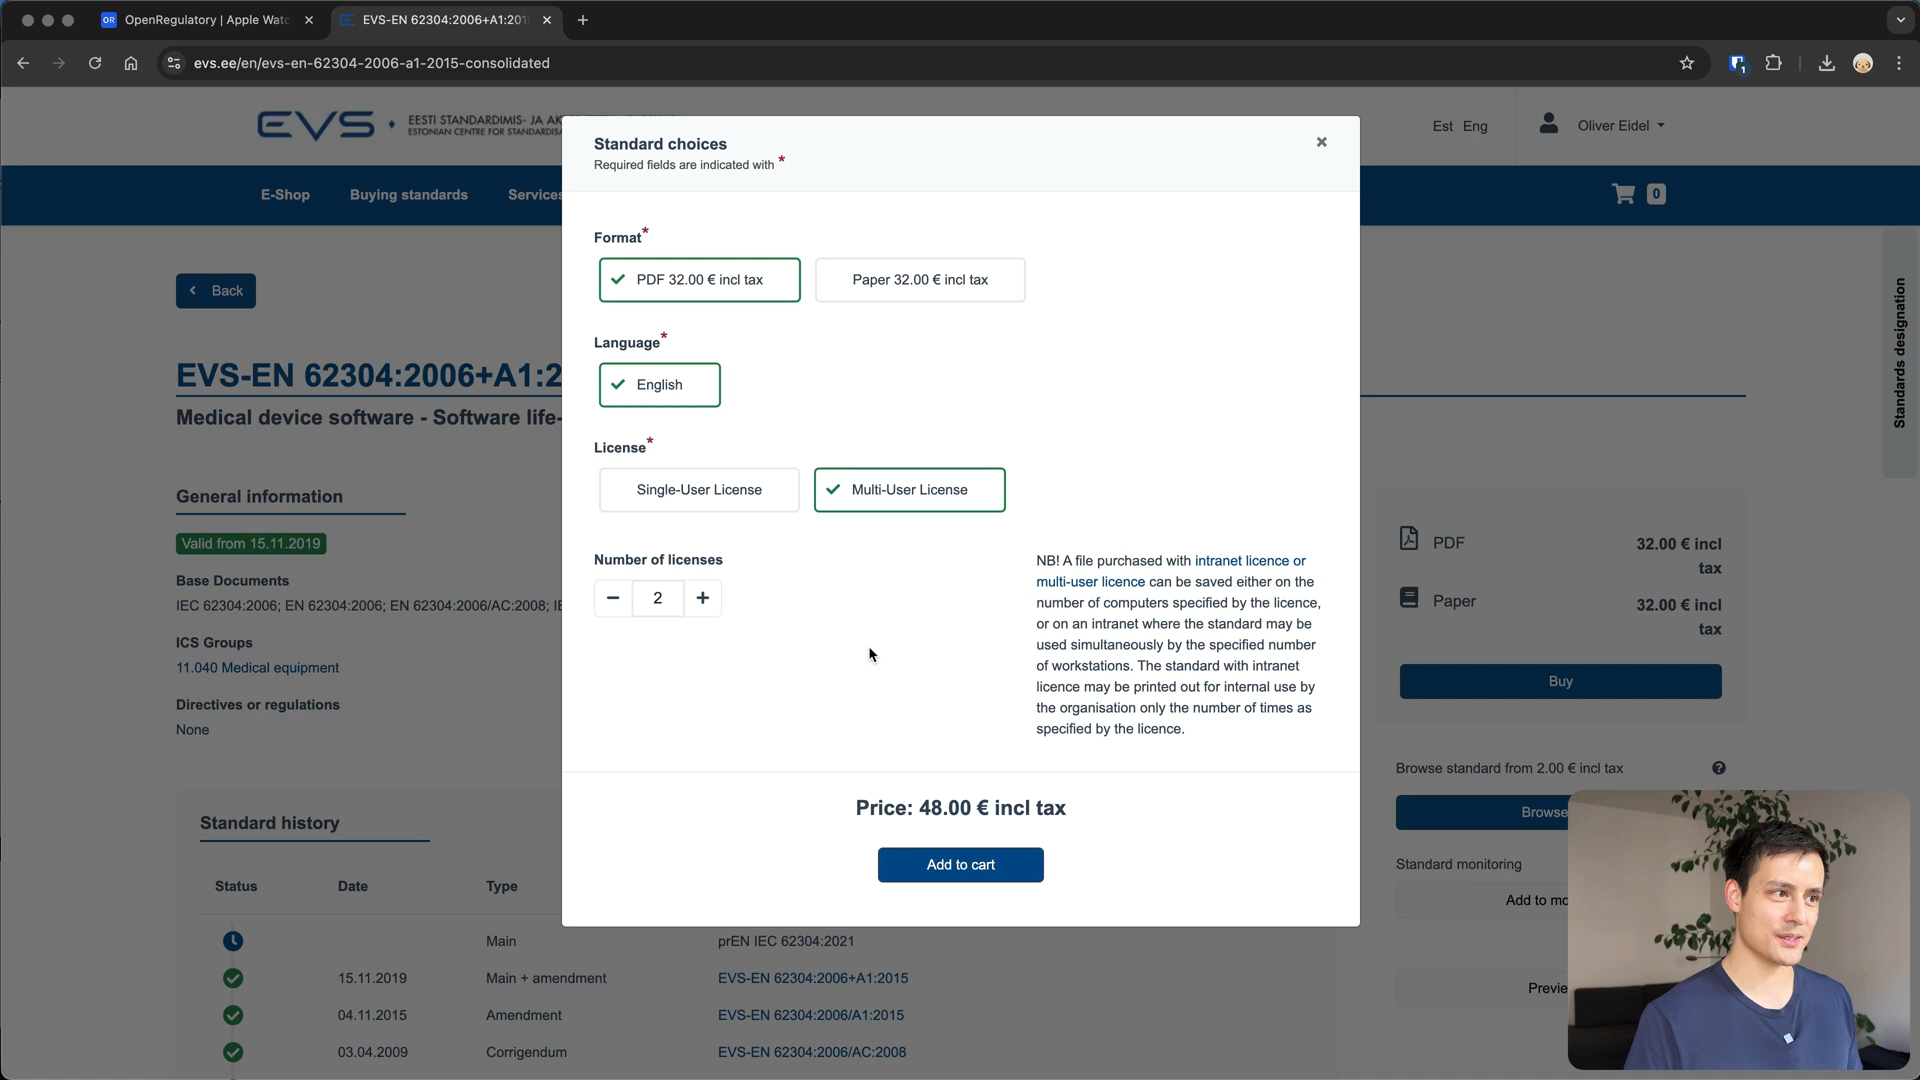 OR OpenRegulatory | Apple Watc
EVS-EN 62304:2006+A1:201
evs.ee/en/evs-en-62304-2006-a1-2015-consolidated
1
EVS
EESTI STANDARDIMIS- JA AK
ESTONIAN CENTRE FOR STANDARDISA
Est Eng
Oliver Eidel
E-Shop
Buying standards
Services
0
Back
EVS-EN 62304:2006+A1:2
Medical device software - Software life-
General information
Valid from 15.11.2019
Base Documents
IEC 62304:2006; EN 62304:2006; EN 62304:2006/AC:2008; IE
ICS Groups
11.040 Medical equipment
Directives or regulations
None
Standard history
Status Date Type
Main prEN IEC 62304:2021
15.11.2019 Main + amendment EVS-EN 62304:2006+A1:2015
04.11.2015 Amendment EVS-EN 62304:2006/A1:2015
03.04.2009 Corrigendum EVS-EN 62304:2006/AC:2008
Standard choices
Required fields are indicated with *
Format*
PDF 32.00 € incl tax
Paper 32.00 € incl tax
Language*
English
License*
Single-User License
Multi-User License
Number of licenses
2
NB! A file purchased with intranet licence or
multi-user licence can be saved either on the
number of computers specified by the licence,
or on an intranet where the standard may be
used simultaneously by the specified number
of workstations. The standard with intranet
licence may be printed out for internal use by
the organisation only the number of times as
specified by the licence.
Price: 48.00 € incl tax
Add to cart
PDF 32.00 € incl
tax
Paper 32.00 € incl
tax
Buy
Browse standard from 2.00 € incl tax
Browse
Standard monitoring
Add to mo
Previe
Standards designation